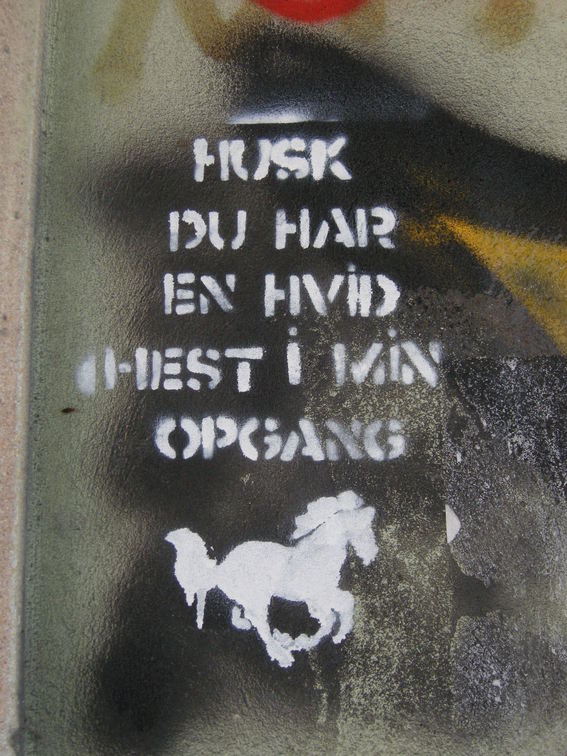 HUSK
DU HAR
EN HViD
HEST i MiN
OPGANG